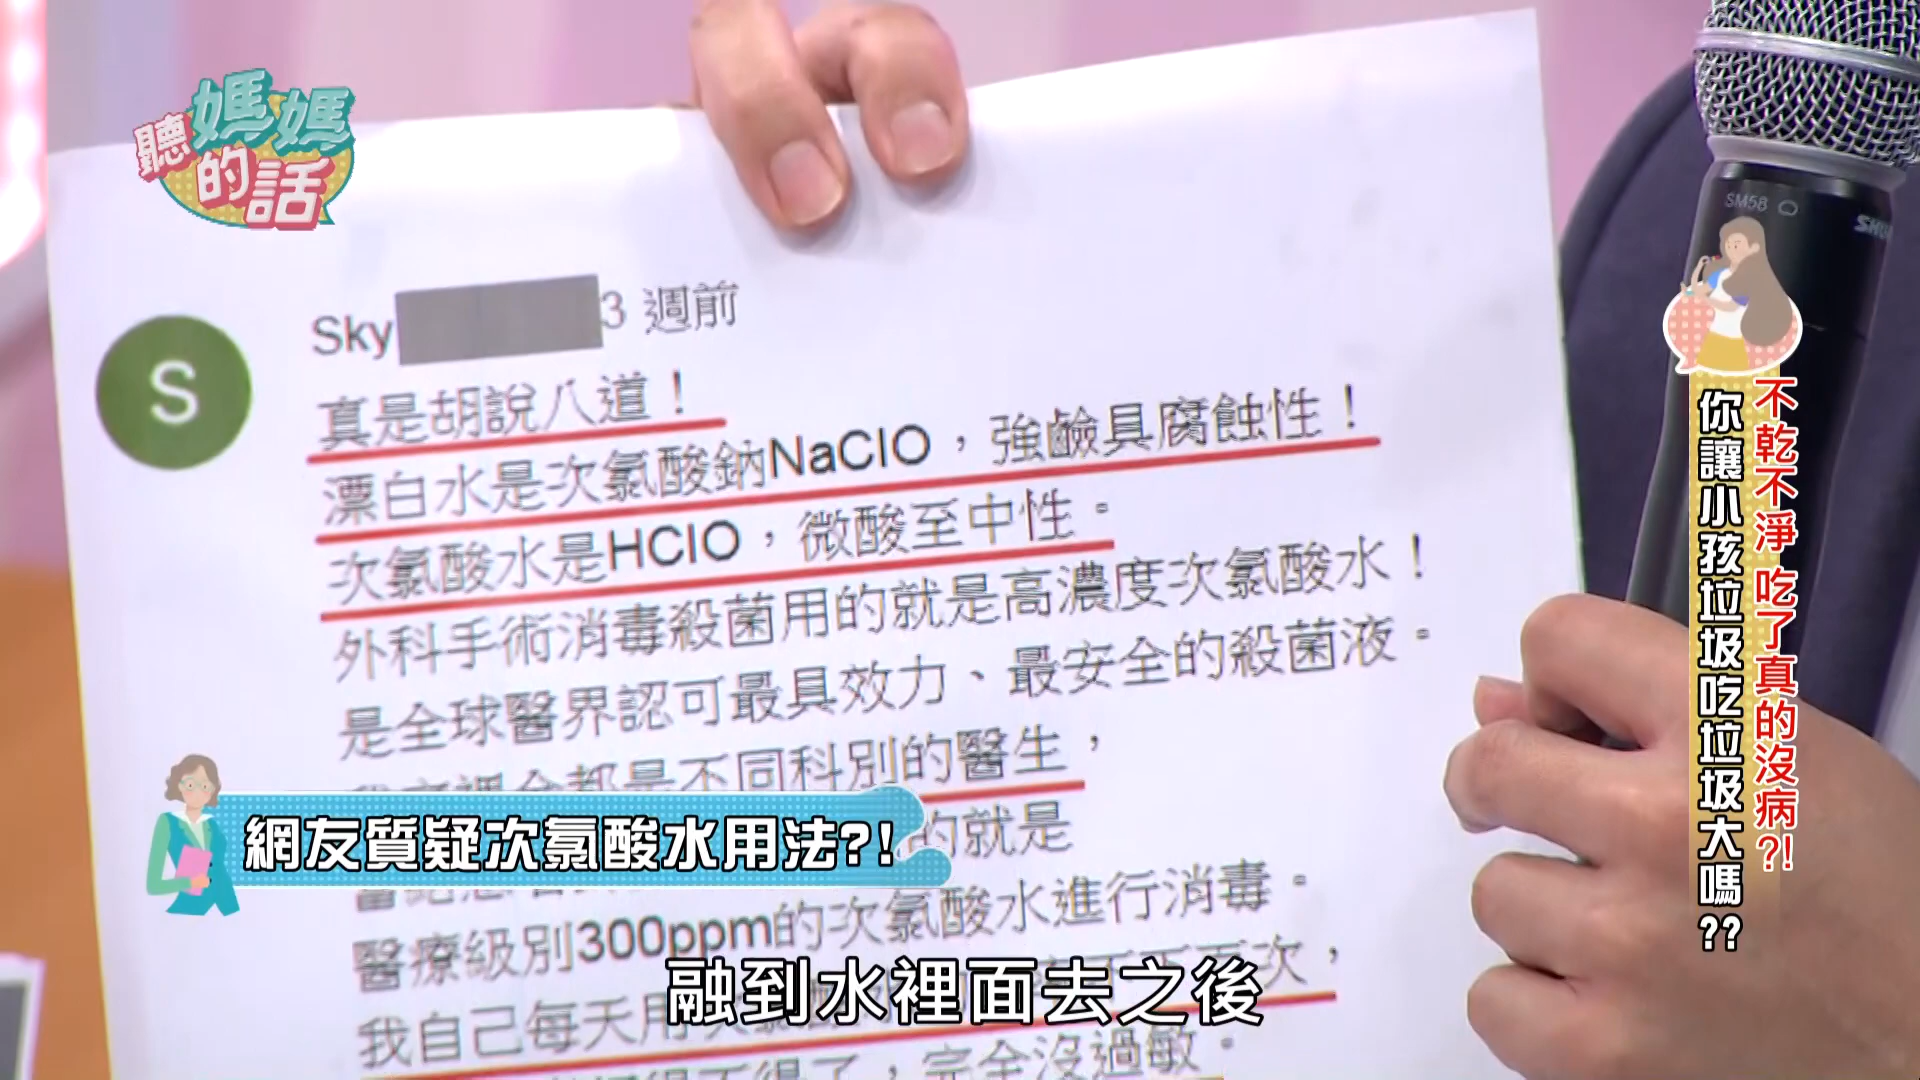 聽媽媽的話
Sky 3 週前
S
真是胡說八道！
漂白水是次氯酸鈉NaClO，強鹼具腐蝕性！
次氯酸水是HClO，微酸至中性。
外科手術消毒殺菌用的就是高濃度次氯酸水！
是全球醫界認可最具效力、最安全的殺菌液。
都是不同科別的醫生，
的就是
醫療級別300ppm的次氯酸水進行消毒。
我自己每天用
次，
完全沒過敏。
網友質疑次氯酸水用法?!
融到水裡面去之後
SM58
不乾不淨 吃了真的沒病?!
你讓小孩垃圾吃垃圾大嗎??